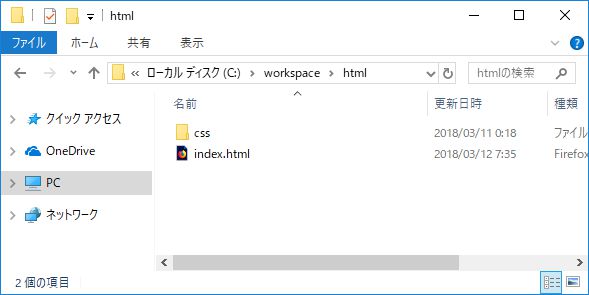 html
ファイル ホーム 共有 表示
« ローカル ディスク (C:) › workspace › html
htmlの検索
名前 更新日時 種類
クイック アクセス
OneDrive
PC
ネットワーク
css 2018/03/11 0:18 ファイル
index.html 2018/03/12 7:35 Firefox
2 個の項目